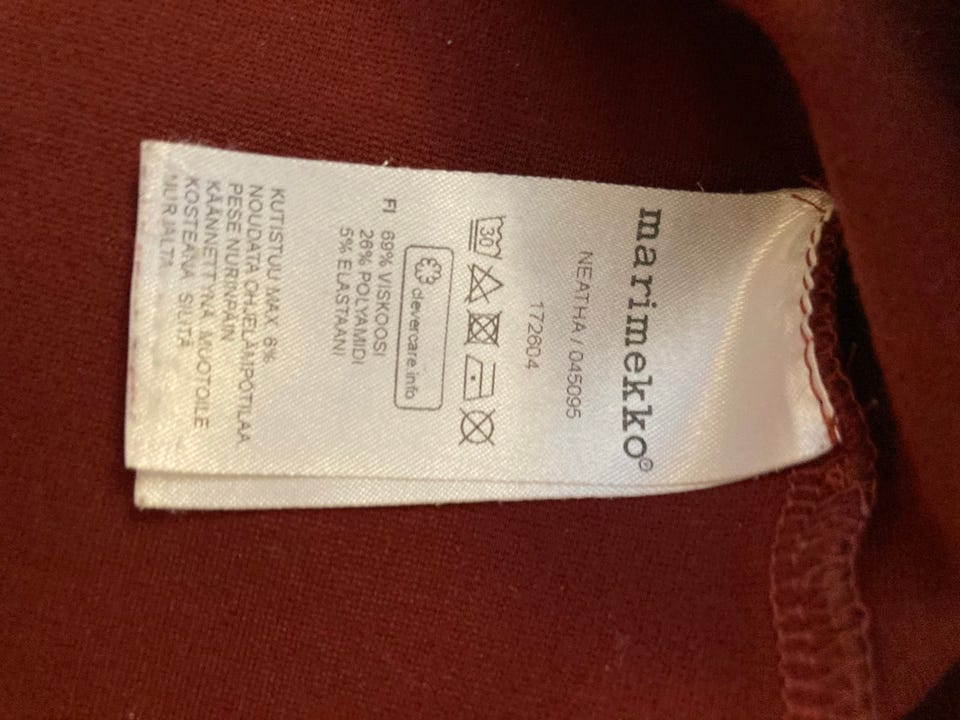 marimekko®
NEATHA / 045095
172604
30
clevercare.info
FI 69% VISKOOSI
26% POLYAMIDI
5% ELASTAANI
KUTISTUU MAX 6%
NOUDATA OHJELÄMPÖTILAA
PESE NURINPÄIN
KÄÄNNETTYNÄ MUOTOILE
KOSTEANA SILITÄ
NURJALTA